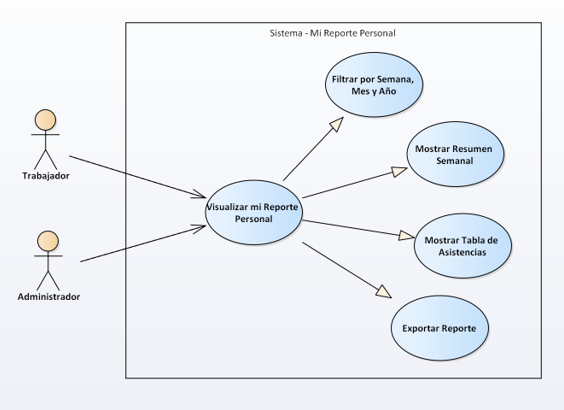 Sistema - Mi Reporte Personal
Filtrar por Semana,
Mes y Año
Mostrar Resumen
Semanal
Trabajador
Visualizar mi Reporte
Personal
Mostrar Tabla de
Asistencias
Administrador
Exportar Reporte